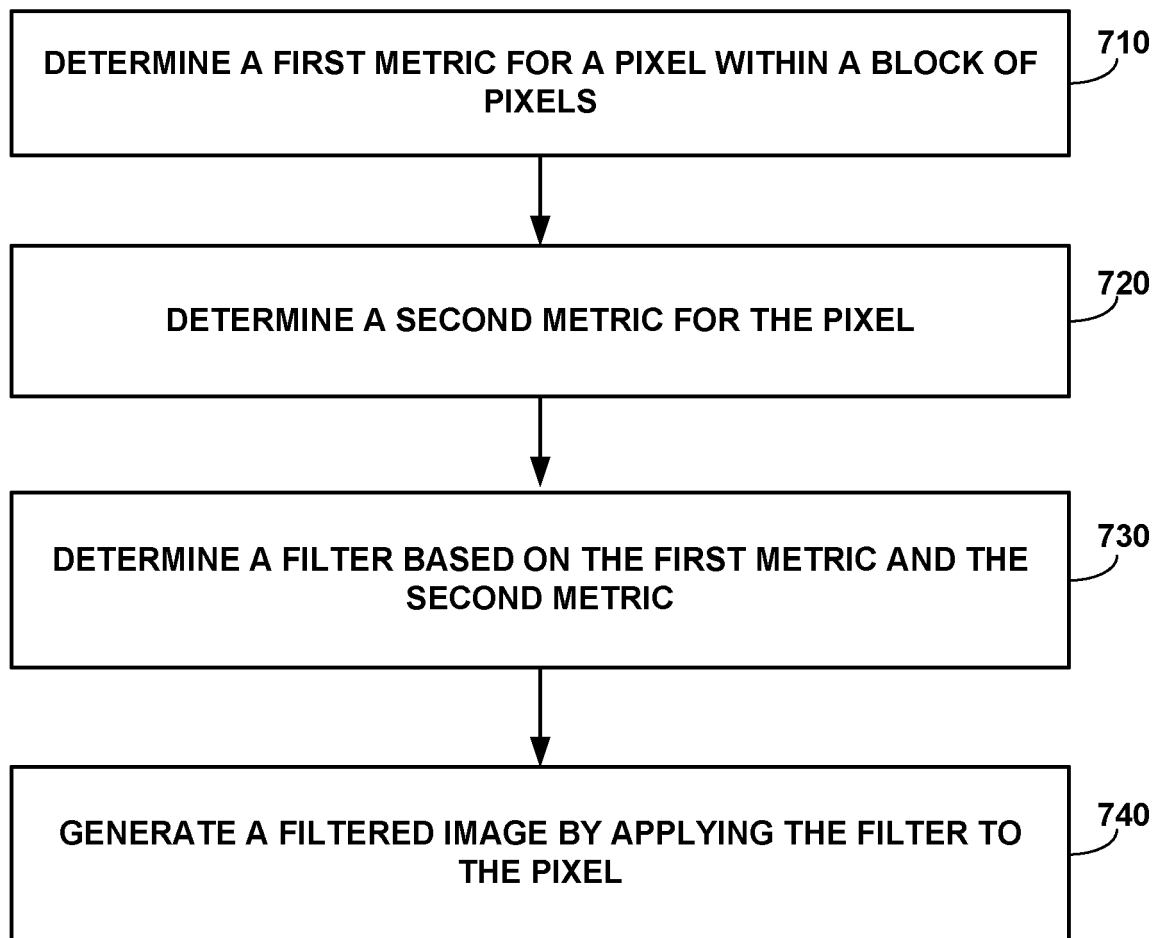 710
DETERMINE A FIRST METRIC FOR A PIXEL WITHIN A BLOCK OF
PIXELS
720
DETERMINE A SECOND METRIC FOR THE PIXEL
730
DETERMINE A FILTER BASED ON THE FIRST METRIC AND THE
SECOND METRIC
740
GENERATE A FILTERED IMAGE BY APPLYING THE FILTER TO
THE PIXEL